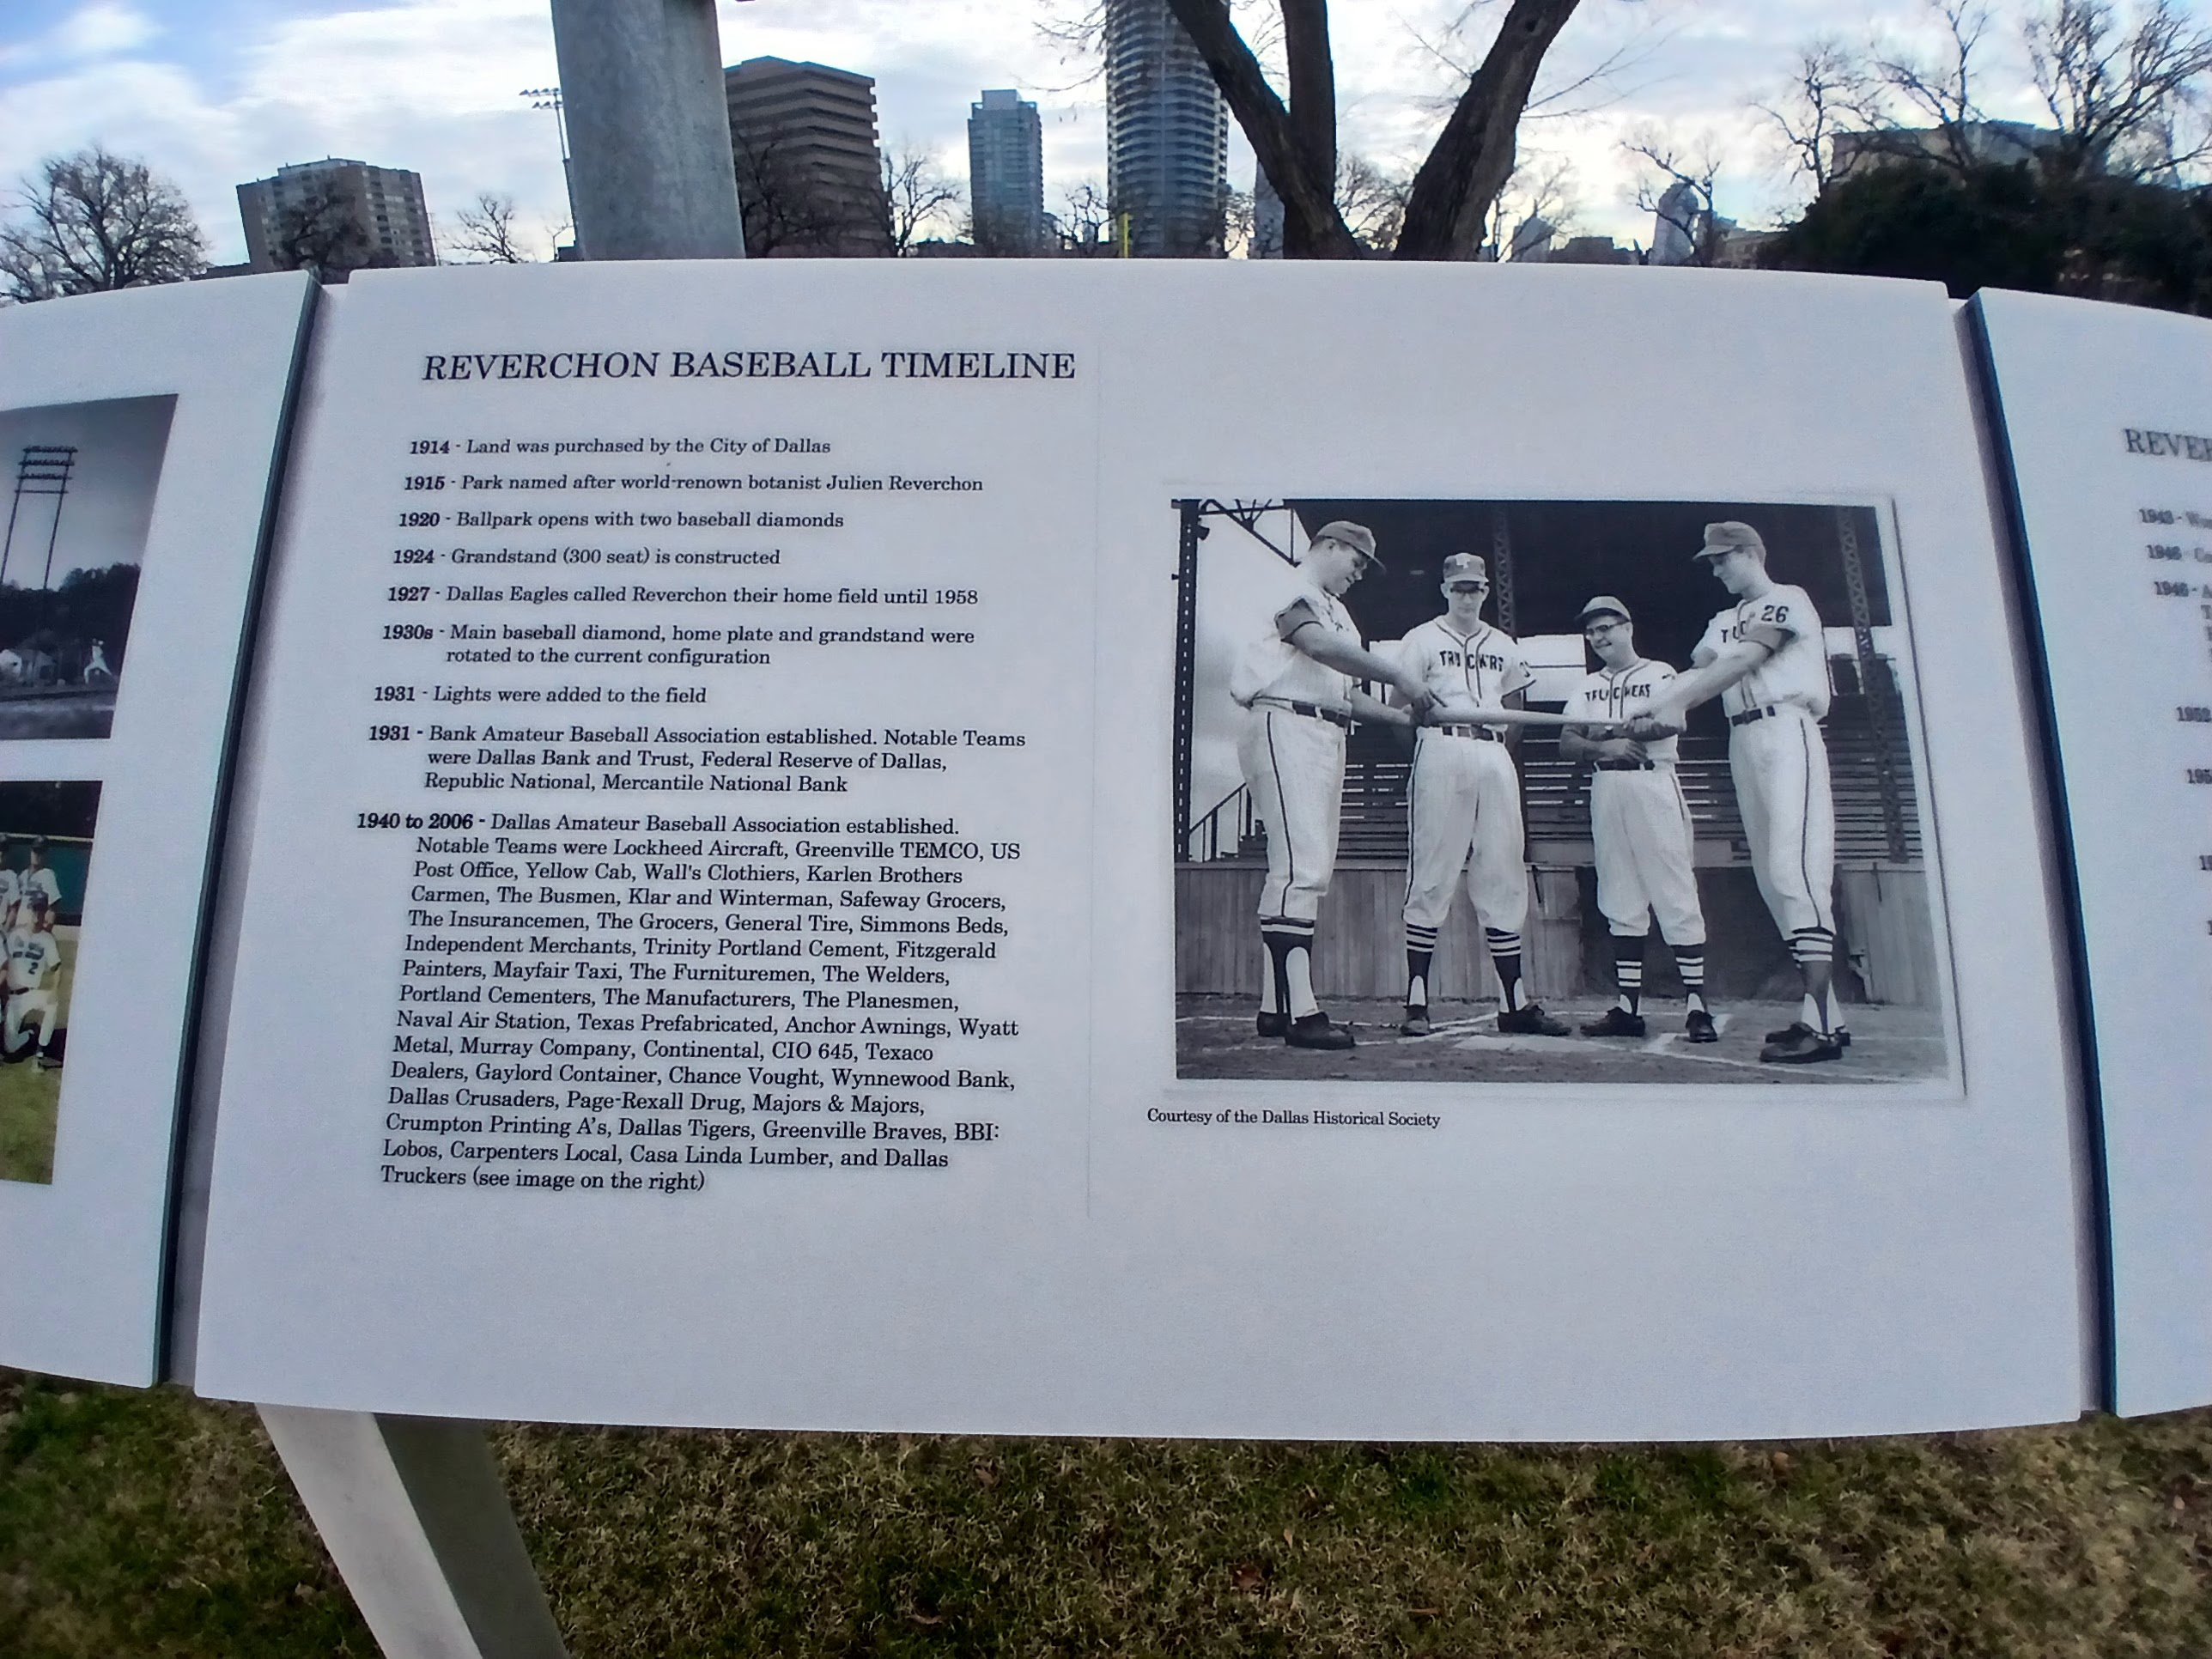 REVERCHON BASEBALL TIMELINE
1914 - Land was purchased by the City of Dallas
1915 - Park named after world-renown botanist Julien Reverchon
1920 - Ballpark opens with two baseball diamonds
1924 - Grandstand (300 seat) is constructed
1927 - Dallas Eagles called Reverchon their home field until 1958
1930s - Main baseball diamond, home plate and grandstand were
rotated to the current configuration
1931 - Lights were added to the field
1931 - Bank Amateur Baseball Association established. Notable Teams
were Dallas Bank and Trust, Federal Reserve of Dallas,
Republic National, Mercantile National Bank
1940 to 2006 - Dallas Amateur Baseball Association established.
Notable Teams were Lockheed Aircraft, Greenville TEMCO, US
Post Office, Yellow Cab, Wall's Clothiers, Karlen Brothers
Carmen, The Busmen, Klar and Winterman, Safeway Grocers,
The Insurancemen, The Grocers, General Tire, Simmons Beds,
Independent Merchants, Trinity Portland Cement, Fitzgerald
Painters, Mayfair Taxi, The Furnituremen, The Welders,
Portland Cementers, The Manufacturers, The Planesmen,
Naval Air Station, Texas Prefabricated, Anchor Awnings, Wyatt
Metal, Murray Company, Continental, CIO 645, Texaco
Dealers, Gaylord Container, Chance Vought, Wynnewood Bank,
Dallas Crusaders, Page-Rexall Drug, Majors & Majors,
Crumpton Printing A's, Dallas Tigers, Greenville Braves, BBI:
Lobos, Carpenters Local, Casa Linda Lumber, and Dallas
Truckers (see image on the right)
TRUCKERS
TRUCKERS
26
Courtesy of the Dallas Historical Society
2